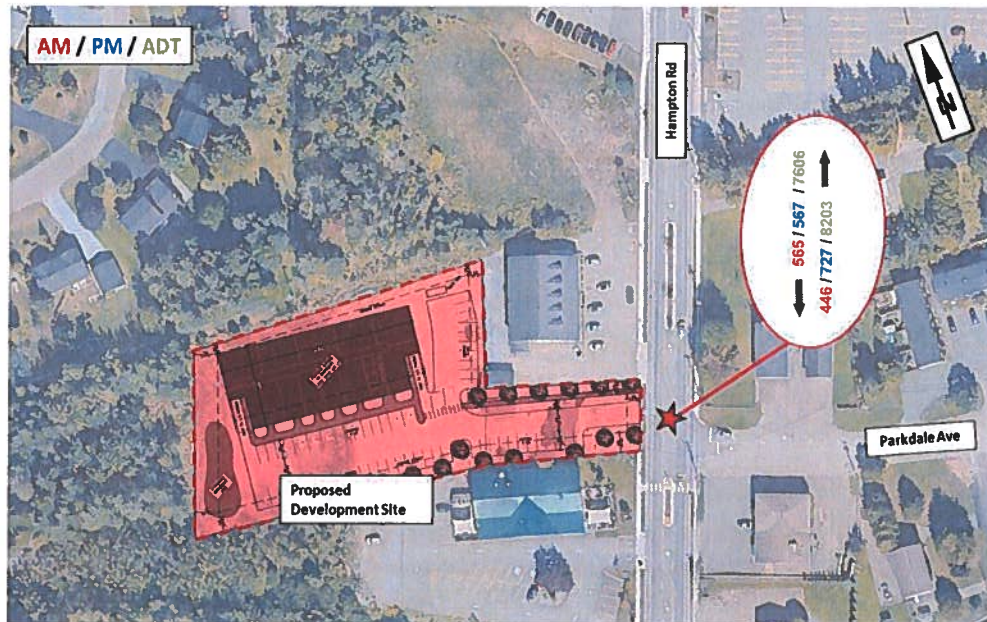 AM / PM / ADT
Hampton Rd
N
565 / 567 / 7606
446 / 727 / 8203
Parkdale Ave
Proposed
Development Site